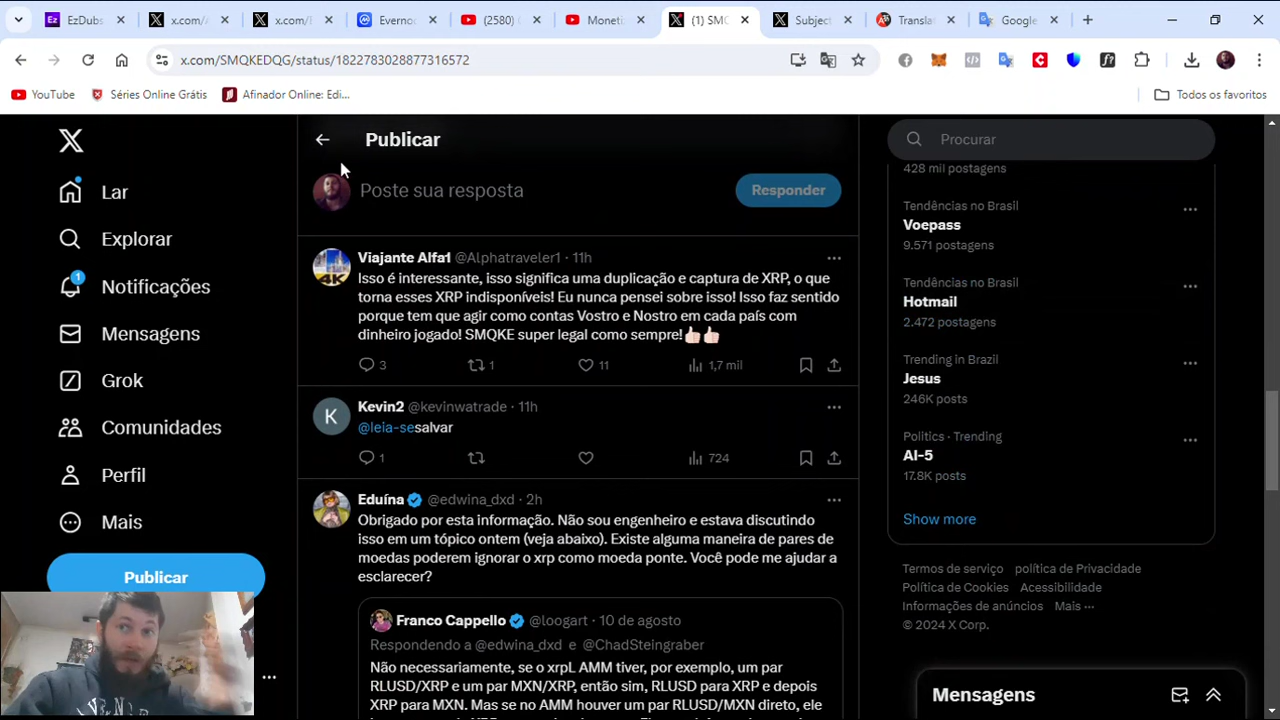 EzDubs
x.com/
x.com/
Everno
(2580)
Moneti
(1) SMC
Subject
Translat
Google
x.com/SMQKEDQG/status/1822783028877316572
YouTube
Séries Online Grátis
Afinador Online: Edi...
Todos os favoritos
Publicar
Procurar
Poste sua resposta
Responder
Lar
Explorar
1
Notificações
Mensagens
Grok
Comunidades
Perfil
Mais
Publicar
Viajante Alfa1 @Alphatraveler1 · 11h
Isso é interessante, isso significa uma duplicação e captura de XRP, o que
torna esses XRP indisponíveis! Eu nunca pensei sobre isso! Isso faz sentido
porque tem que agir como contas Vostro e Nostro em cada país com
dinheiro jogado! SMQKE super legal como sempre!👍🏻👍🏻
3 1 11 1,7 mil
K
Kevin2 @kevinwatrade · 11h
@leia-sesalvar
1 724
Eduína @edwina_dxd · 2h
Obrigado por esta informação. Não sou engenheiro e estava discutindo
isso em um tópico ontem (veja abaixo). Existe alguma maneira de pares de
moedas poderem ignorar o xrp como moeda ponte. Você pode me ajudar a
esclarecer?
Franco Cappello @loogart · 10 de agosto
Respondendo a @edwina_dxd e @ChadSteingraber
Não necessariamente, se o xrpL AMM tiver, por exemplo, um par
RLUSD/XRP e um par MXN/XRP, então sim, RLUSD para XRP e depois
XRP para MXN. Mas se no AMM houver um par RLUSD/MXN direto, ele
428 mil postagens
Tendências no Brasil
Voepass
9.571 postagens
Tendências no Brasil
Hotmail
2.472 postagens
Trending in Brazil
Jesus
246K posts
Politics · Trending
AI-5
17.8K posts
Show more
Termos de serviço política de Privacidade
Política de Cookies Acessibilidade
Informações de anúncios Mais ···
© 2024 X Corp.
Mensagens